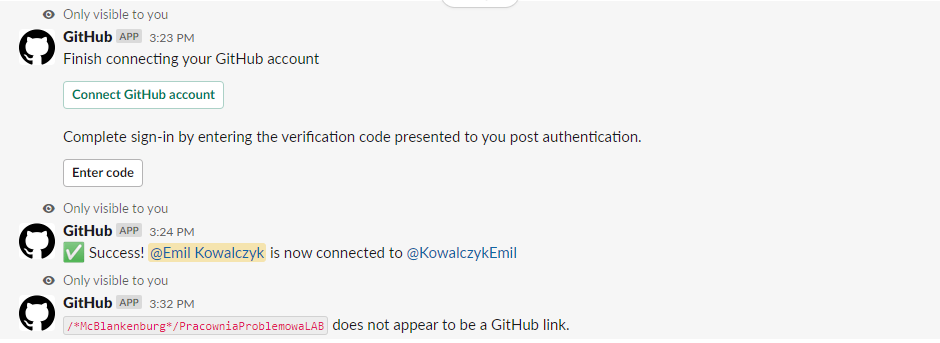 Only visible to you
GitHub APP 3:23 PM
Finish connecting your GitHub account
Connect GitHub account
Complete sign-in by entering the verification code presented to you post authentication.
Enter code
Only visible to you
GitHub APP 3:24 PM
✅ Success! @Emil Kowalczyk is now connected to @KowalczykEmil
Only visible to you
GitHub APP 3:32 PM
/*McBlankenburg*/PracowniaProblemowaLAB does not appear to be a GitHub link.